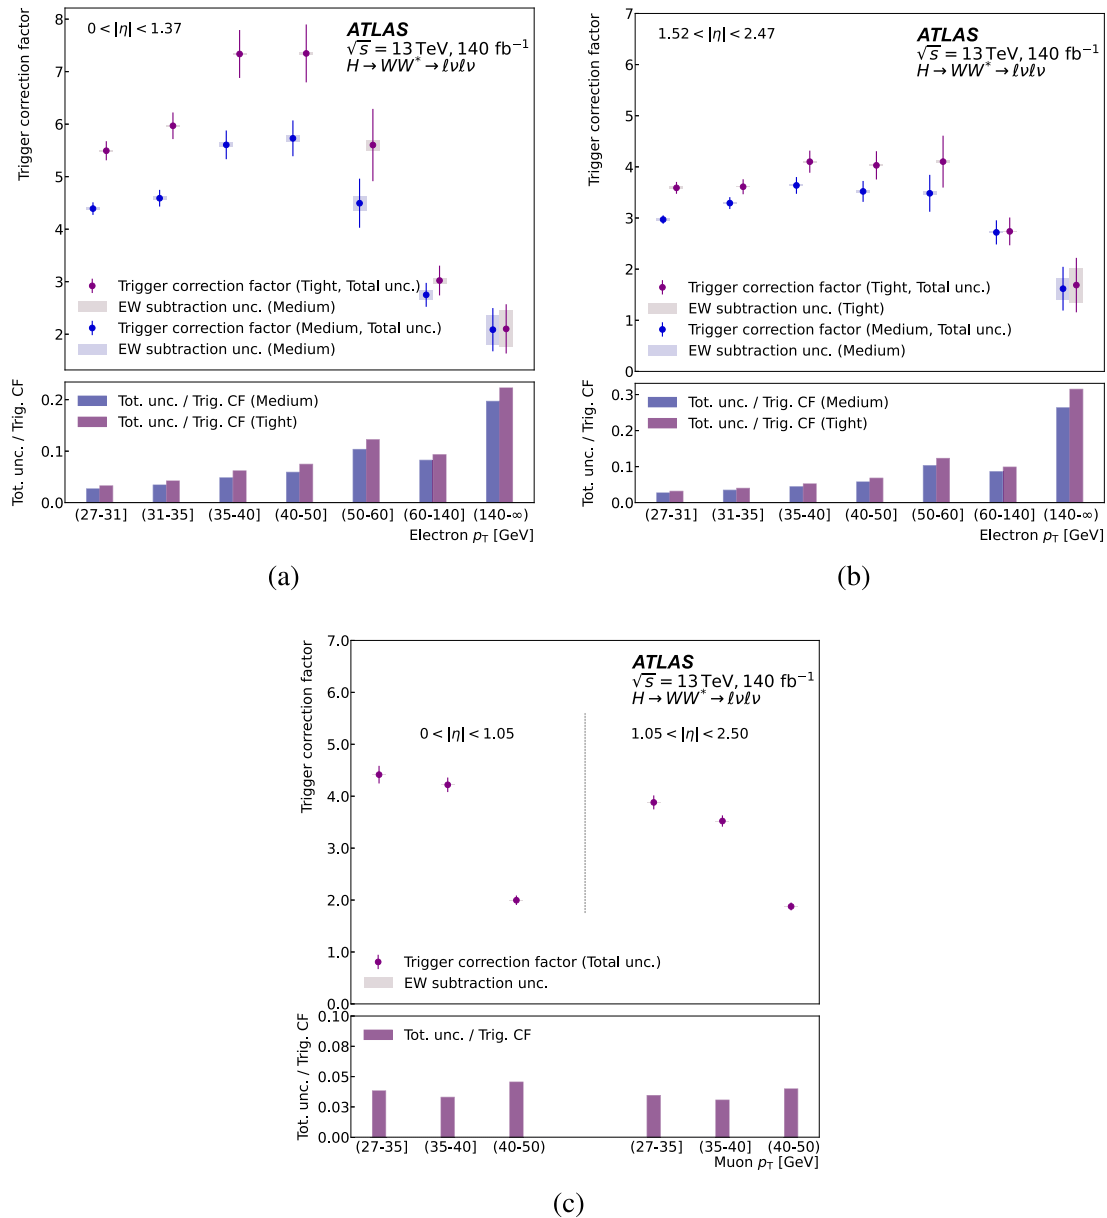 8
7
6
5
4
3
2
Trigger correction factor
0 < |η| < 1.37
ATLAS
√s = 13 TeV, 140 fb⁻¹
H → WW* → ℓνℓν
Trigger correction factor (Tight, Total unc.)
EW subtraction unc. (Medium)
Trigger correction factor (Medium, Total unc.)
EW subtraction unc. (Medium)
Tot. unc. / Trig. CF
0.2
0.1
0.0
Tot. unc. / Trig. CF (Medium)
Tot. unc. / Trig. CF (Tight)
(27-31] (31-35] (35-40] (40-50] (50-60] (60-140] (140-∞)
Electron pT [GeV]
(a)
7
6
5
4
3
2
1
0
Trigger correction factor
1.52 < |η| < 2.47
ATLAS
√s = 13 TeV, 140 fb⁻¹
H → WW* → ℓνℓν
Trigger correction factor (Tight, Total unc.)
EW subtraction unc. (Tight)
Trigger correction factor (Medium, Total unc.)
EW subtraction unc. (Medium)
Tot. unc. / Trig. CF
0.3
0.2
0.1
0.0
Tot. unc. / Trig. CF (Medium)
Tot. unc. / Trig. CF (Tight)
(27-31] (31-35] (35-40] (40-50] (50-60] (60-140] (140-∞)
Electron pT [GeV]
(b)
7.0
6.0
5.0
4.0
3.0
2.0
1.0
0.0
Trigger correction factor
ATLAS
√s = 13 TeV, 140 fb⁻¹
H → WW* → ℓνℓν
0 < |η| < 1.05
1.05 < |η| < 2.50
Trigger correction factor (Total unc.)
EW subtraction unc.
Tot. unc. / Trig. CF
0.10
0.08
0.05
0.03
0.00
Tot. unc. / Trig. CF
(27-35] (35-40] (40-50) (27-35] (35-40] (40-50)
Muon pT [GeV]
(c)